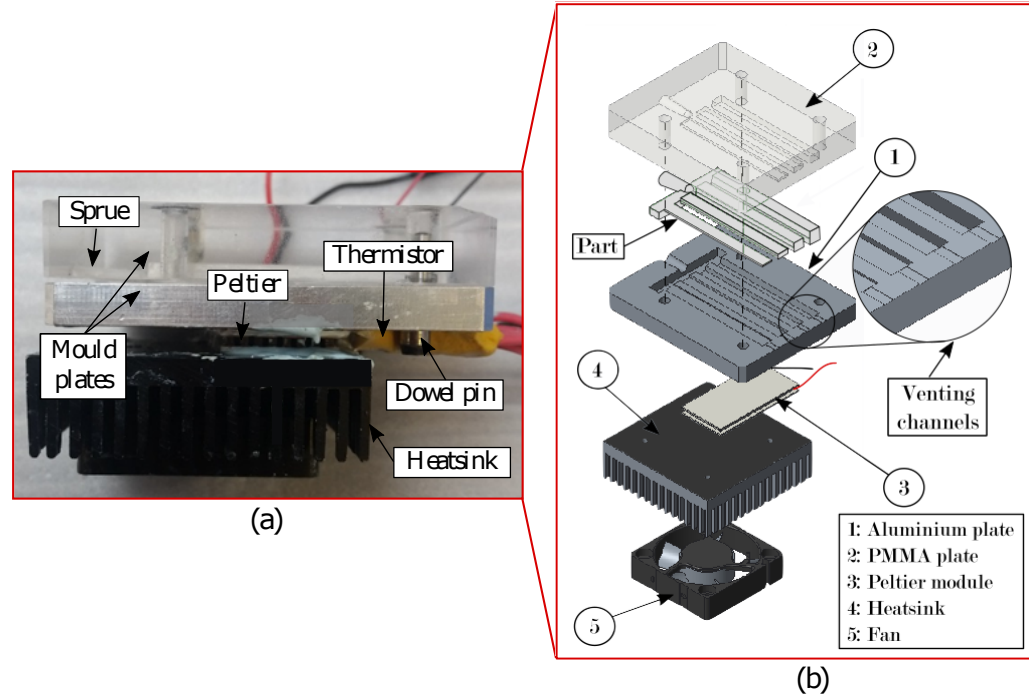 Sprue
Thermistor
Peltier
Mould
plates
Dowel pin
Heatsink
(a)
2
1
Part
4
Venting
channels
3
1: Aluminium plate
2: PMMA plate
3: Peltier module
4: Heatsink
5: Fan
5
(b)